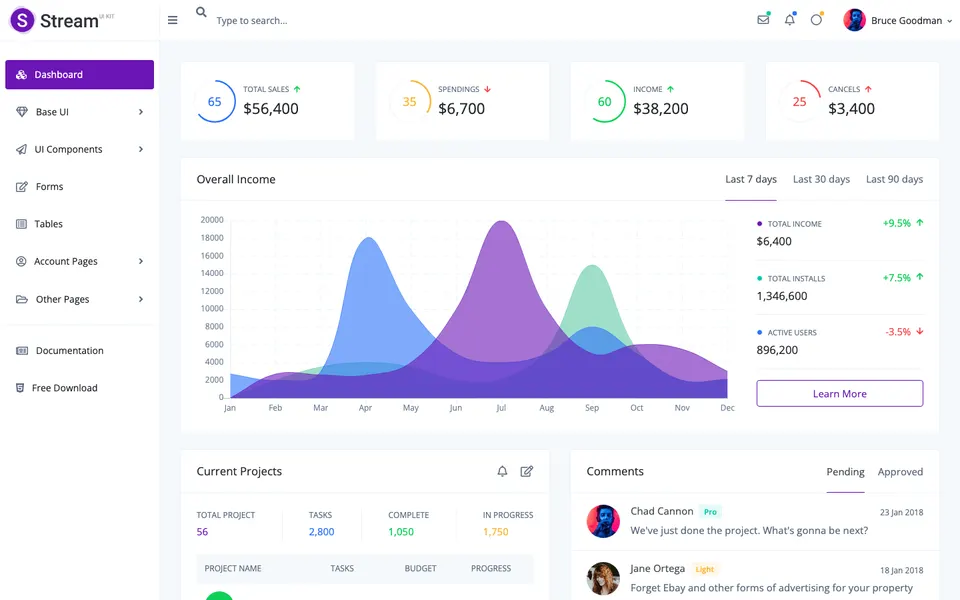 S Stream UI KIT
Type to search...
Bruce Goodman
Dashboard
Base UI
UI Components
Forms
Tables
Account Pages
Other Pages
Documentation
Free Download
65
TOTAL SALES
$56,400
35
SPENDINGS
$6,700
60
INCOME
$38,200
25
CANCELS
$3,400
Overall Income
Last 7 days
Last 30 days
Last 90 days
20000
18000
16000
14000
12000
10000
8000
6000
4000
2000
0
Jan Feb Mar Apr May Jun Jul Aug Sep Oct Nov Dec
TOTAL INCOME +9.5%
$6,400
TOTAL INSTALLS +7.5%
1,346,600
ACTIVE USERS -3.5%
896,200
Learn More
Current Projects
TOTAL PROJECT
56
TASKS
2,800
COMPLETE
1,050
IN PROGRESS
1,750
PROJECT NAME TASKS BUDGET PROGRESS
Comments
Pending
Approved
Chad Cannon Pro 23 Jan 2018
We've just done the project. What's gonna be next?
Jane Ortega Light 18 Jan 2018
Forget Ebay and other forms of advertising for your property